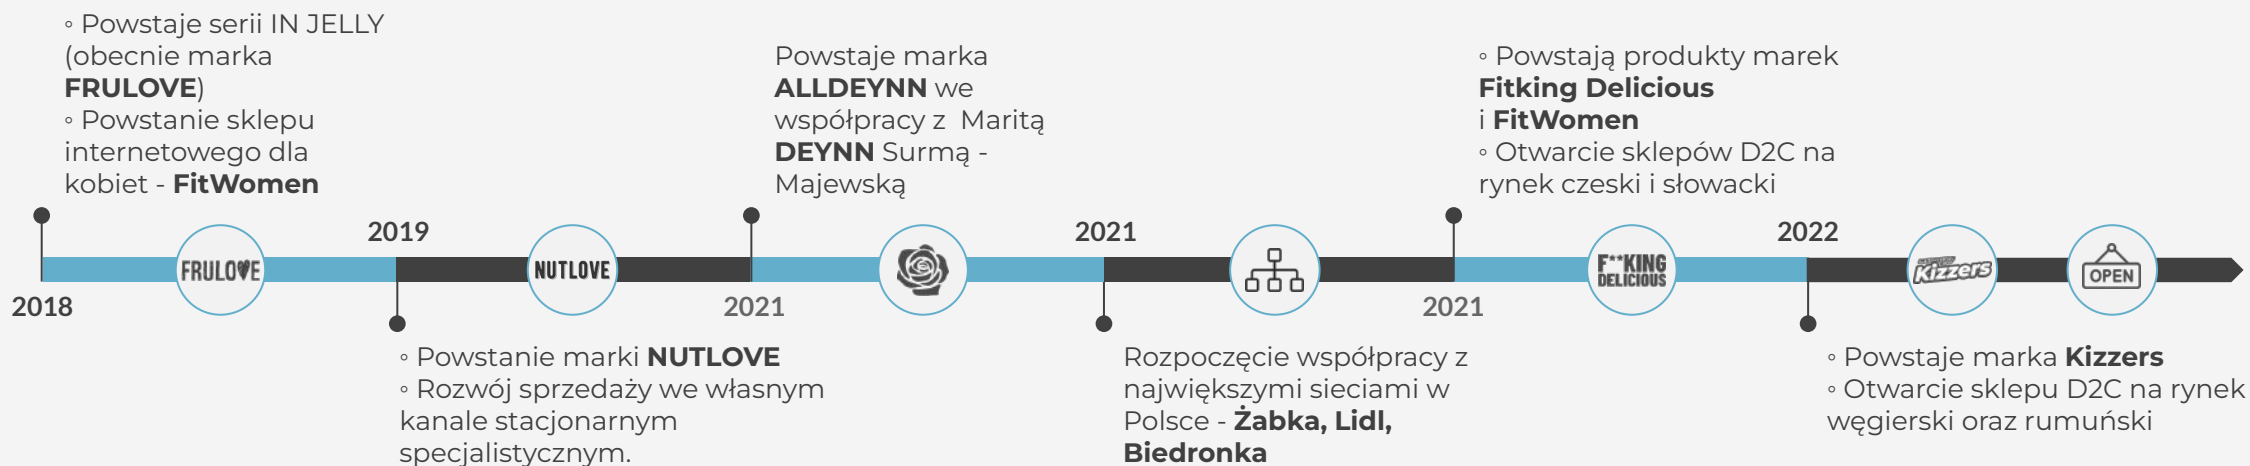 ◦ Powstaje serii IN JELLY
(obecnie marka
FRULOVE)
◦ Powstanie sklepu
internetowego dla
kobiet - FitWomen
Powstaje marka
ALLDEYNN we
współpracy z  Maritą
DEYNN Surmą -
Majewską
◦ Powstają produkty marek
Fitking Delicious
i FitWomen
◦ Otwarcie sklepów D2C na
rynek czeski i słowacki
2019
2021
2022
FRULOVE
NUTLOVE
F**KING
DELICIOUS
Kizzers
OPEN
2018
2021
2021
◦ Powstanie marki NUTLOVE
◦ Rozwój sprzedaży we własnym
kanale stacjonarnym
specjalistycznym.
Rozpoczęcie współpracy z
największymi sieciami w
Polsce - Żabka, Lidl,
Biedronka
◦ Powstaje marka Kizzers
◦ Otwarcie sklepu D2C na rynek
węgierski oraz rumuński